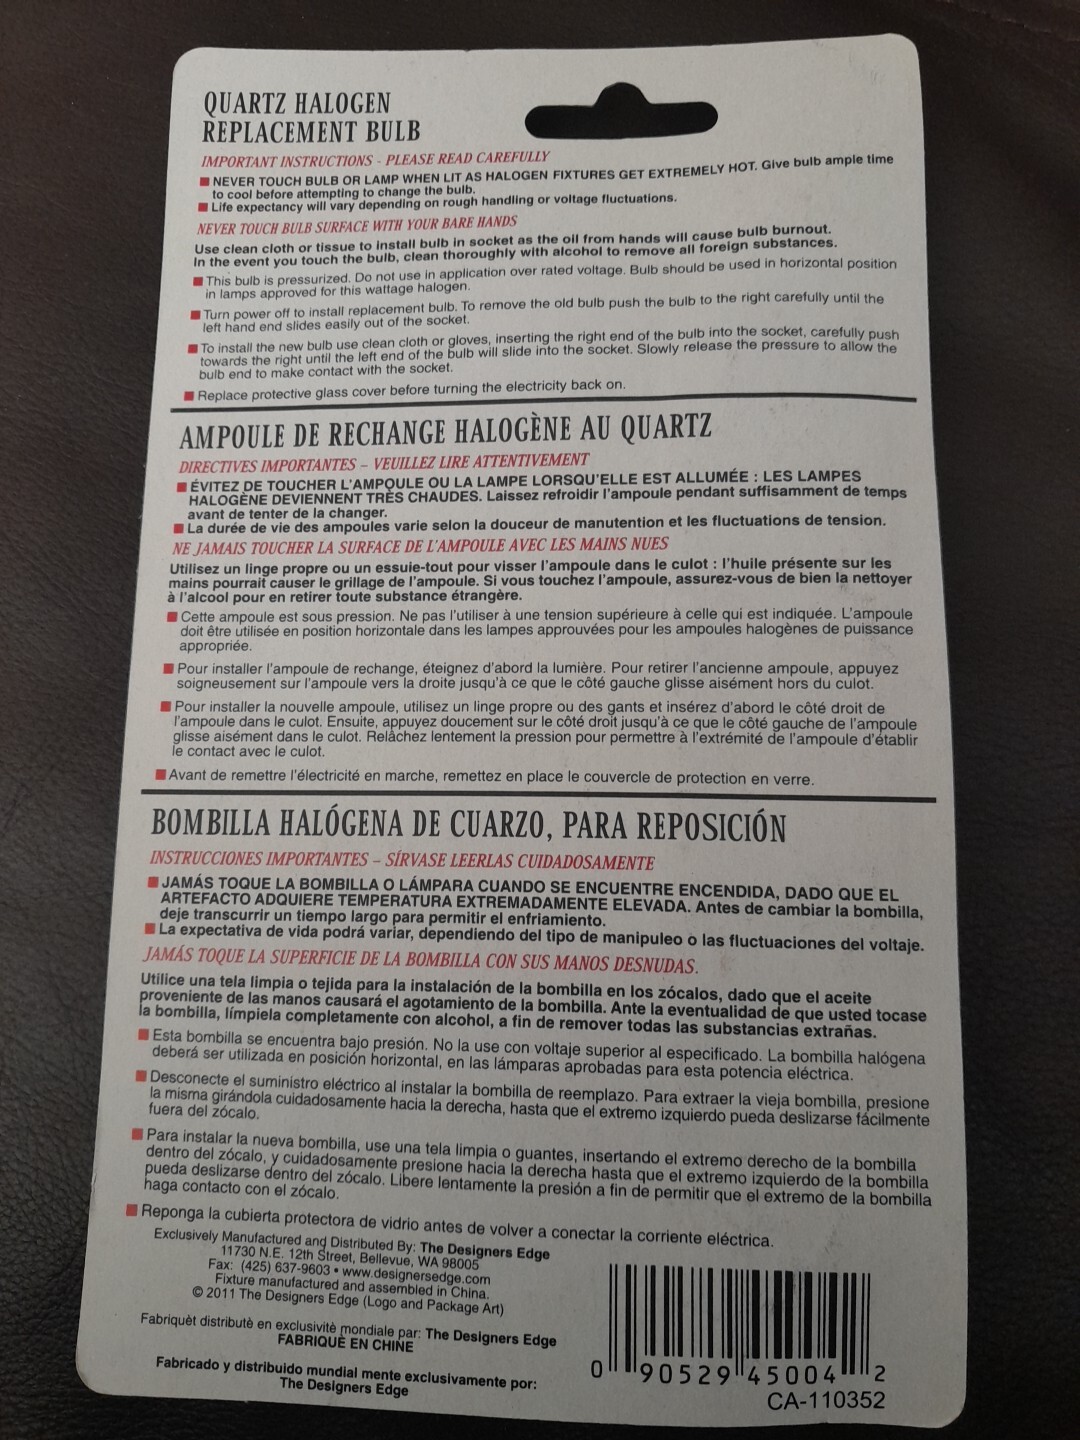 QUARTZ HALOGEN
REPLACEMENT BULB
IMPORTANT INSTRUCTIONS - PLEASE READ CAREFULLY
■ NEVER TOUCH BULB OR LAMP WHEN LIT AS HALOGEN FIXTURES GET EXTREMELY HOT. Give bulb ample time
to cool before attempting to change the bulb.
■ Life expectancy will vary depending on rough handling or voltage fluctuations.
NEVER TOUCH BULB SURFACE WITH YOUR BARE HANDS
Use clean cloth or tissue to install bulb in socket as the oil from hands will cause bulb burnout.
In the event you touch the bulb, clean thoroughly with alcohol to remove all foreign substances.
■ This bulb is pressurized. Do not use in application over rated voltage. Bulb should be used in horizontal position
in lamps approved for this wattage halogen.
■ Turn power off to install replacement bulb. To remove the old bulb push the bulb to the right carefully until the
left hand end slides easily out of the socket.
■ To install the new bulb use clean cloth or gloves, inserting the right end of the bulb into the socket, carefully push
towards the right until the left end of the bulb will slide into the socket. Slowly release the pressure to allow the
bulb end to make contact with the socket.
■ Replace protective glass cover before turning the electricity back on.
AMPOULE DE RECHANGE HALOGÈNE AU QUARTZ
DIRECTIVES IMPORTANTES – VEUILLEZ LIRE ATTENTIVEMENT
■ ÉVITEZ DE TOUCHER L'AMPOULE OU LA LAMPE LORSQU'ELLE EST ALLUMÉE : LES LAMPES
HALOGÈNE DEVIENNENT TRÈS CHAUDES. Laissez refroidir l'ampoule pendant suffisamment de temps
avant de tenter de la changer.
■ La durée de vie des ampoules varie selon la douceur de manutention et les fluctuations de tension.
NE JAMAIS TOUCHER LA SURFACE DE L'AMPOULE AVEC LES MAINS NUES
Utilisez un linge propre ou un essuie-tout pour visser l'ampoule dans le culot : l'huile présente sur les
mains pourrait causer le grillage de l'ampoule. Si vous touchez l'ampoule, assurez-vous de bien la nettoyer
à l'alcool pour en retirer toute substance étrangère.
■ Cette ampoule est sous pression. Ne pas l'utiliser à une tension supérieure à celle qui est indiquée. L'ampoule
doit être utilisée en position horizontale dans les lampes approuvées pour les ampoules halogènes de puissance
appropriée.
■ Pour installer l'ampoule de rechange, éteignez d'abord la lumière. Pour retirer l'ancienne ampoule, appuyez
soigneusement sur l'ampoule vers la droite jusqu'à ce que le côté gauche glisse aisément hors du culot.
■ Pour installer la nouvelle ampoule, utilisez un linge propre ou des gants et insérez d'abord le côté droit de
l'ampoule dans le culot. Ensuite, appuyez doucement sur le côté droit jusqu'à ce que le côté gauche de l'ampoule
glisse aisément dans le culot. Relâchez lentement la pression pour permettre à l'extrémité de l'ampoule d'établir
le contact avec le culot.
■ Avant de remettre l'électricité en marche, remettez en place le couvercle de protection en verre.
BOMBILLA HALÓGENA DE CUARZO, PARA REPOSICIÓN
INSTRUCCIONES IMPORTANTES – SÍRVASE LEERLAS CUIDADOSAMENTE
■ JAMÁS TOQUE LA BOMBILLA O LÁMPARA CUANDO SE ENCUENTRE ENCENDIDA, DADO QUE EL
ARTEFACTO ADQUIERE TEMPERATURA EXTREMADAMENTE ELEVADA. Antes de cambiar la bombilla,
deje transcurrir un tiempo largo para permitir el enfriamiento.
■ La expectativa de vida podrá variar, dependiendo del tipo de manipuleo o las fluctuaciones del voltaje.
JAMÁS TOQUE LA SUPERFICIE DE LA BOMBILLA CON SUS MANOS DESNUDAS.
Utilice una tela limpia o tejida para la instalación de la bombilla en los zócalos, dado que el aceite
proveniente de las manos causará el agotamiento de la bombilla. Ante la eventualidad de que usted tocase
la bombilla, límpiela completamente con alcohol, a fin de remover todas las substancias extrañas.
■ Esta bombilla se encuentra bajo presión. No la use con voltaje superior al especificado. La bombilla halógena
deberá ser utilizada en posición horizontal, en las lámparas aprobadas para esta potencia eléctrica.
■ Desconecte el suministro eléctrico al instalar la bombilla de reemplazo. Para extraer la vieja bombilla, presione
la misma girándola cuidadosamente hacia la derecha, hasta que el extremo izquierdo pueda deslizarse fácilmente
fuera del zócalo.
■ Para instalar la nueva bombilla, use una tela limpia o guantes, insertando el extremo derecho de la bombilla
dentro del zócalo, y cuidadosamente presione hacia la derecha hasta que el extremo izquierdo de la bombilla
pueda deslizarse dentro del zócalo. Libere lentamente la presión a fin de permitir que el extremo de la bombilla
haga contacto con el zócalo.
■ Reponga la cubierta protectora de vidrio antes de volver a conectar la corriente eléctrica.
Exclusively Manufactured and Distributed By: The Designers Edge
11730 N.E. 12th Street, Bellevue, WA 98005
Fax: (425) 637-9603 • www.designersedge.com
Fixture manufactured and assembled in China.
© 2011 The Designers Edge (Logo and Package Art)
Fabriquèt distributè en exclusivitè mondiale par: The Designers Edge
FABRIQUÈ EN CHINE
Fabricado y distribuido mundial mente exclusivamente por:
The Designers Edge
0 90529 45004 2
CA-110352